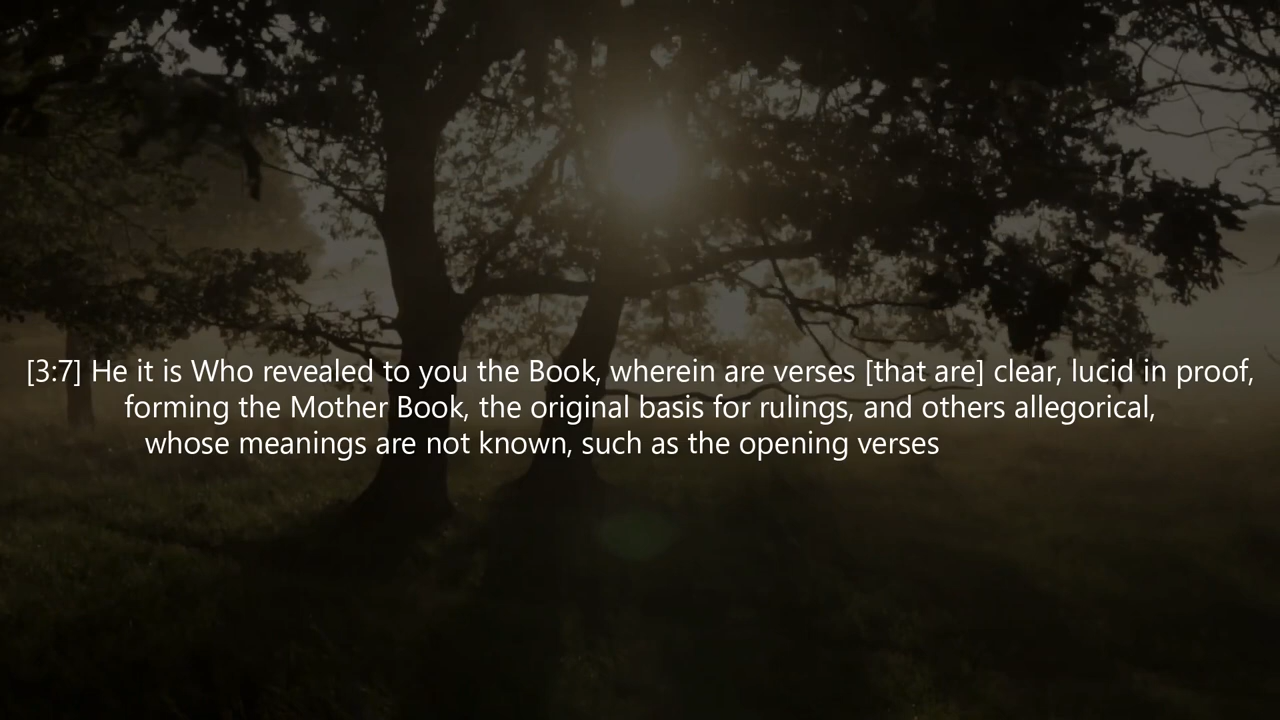 [3:7] He it is Who revealed to you the Book, wherein are verses [that are] clear, lucid in proof,
forming the Mother Book, the original basis for rulings, and others allegorical,
whose meanings are not known, such as the opening verses